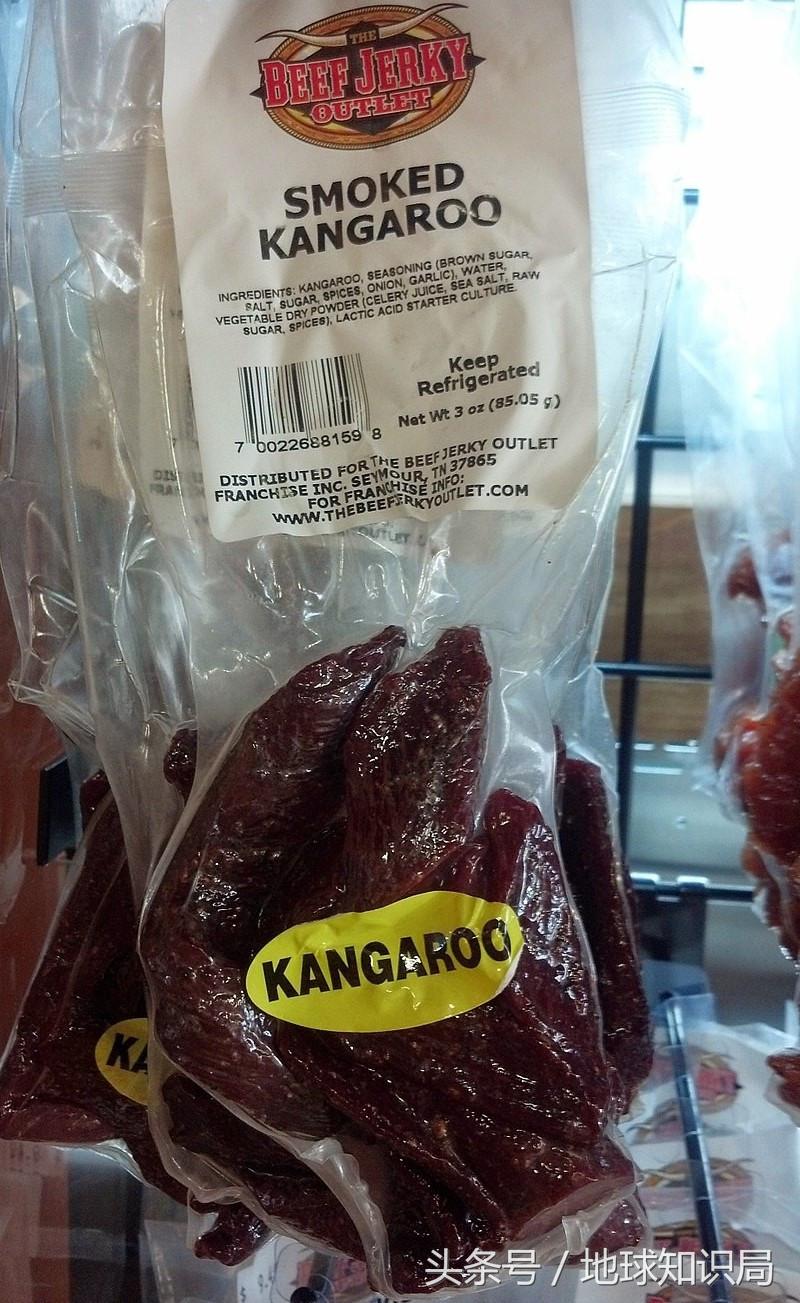 THE
BEEF JERKY
OUTLET
SMOKED
KANGAROO
INGREDIENTS: KANGAROO, SEASONING (BROWN SUGAR,
SALT, SUGAR, SPICES, ONION, GARLIC), WATER,
VEGETABLE DRY POWDER (CELERY JUICE, SEA SALT, RAW
SUGAR, SPICES), LACTIC ACID STARTER CULTURE.
Keep
Refrigerated
Net Wt 3 oz (85.05 g)
7 0022688159 8
DISTRIBUTED FOR THE BEEF JERKY OUTLET
FRANCHISE INC. SEYMOUR, TN 37865
FOR FRANCHISE INFO:
WWW.THEBEEFJERKYOUTLET.COM
KANGAROO
KA
头条号 / 地球知识局